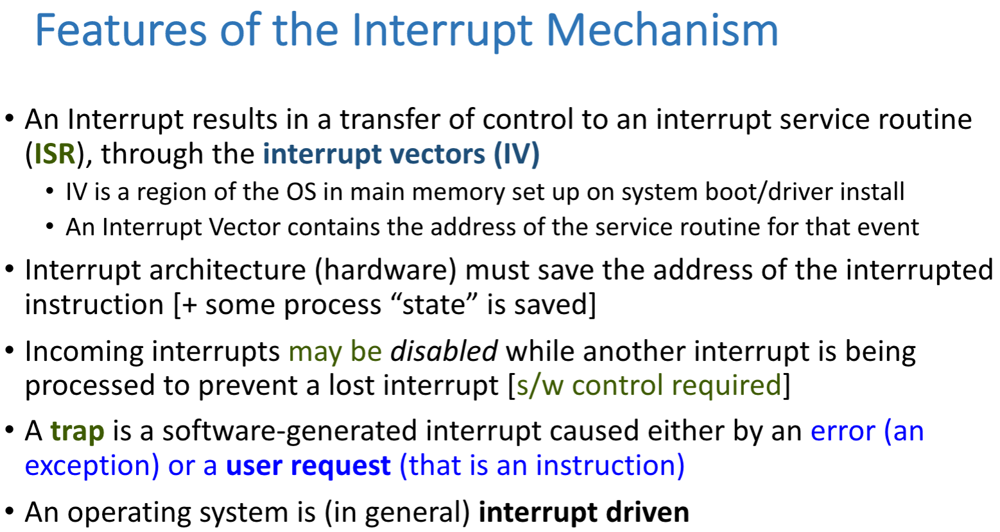 Features of the Interrupt Mechanism
• An Interrupt results in a transfer of control to an interrupt service routine
(ISR), through the interrupt vectors (IV)
• IV is a region of the OS in main memory set up on system boot/driver install
• An Interrupt Vector contains the address of the service routine for that event
• Interrupt architecture (hardware) must save the address of the interrupted
instruction [+ some process “state” is saved]
• Incoming interrupts may be disabled while another interrupt is being
processed to prevent a lost interrupt [s/w control required]
• A trap is a software-generated interrupt caused either by an error (an
exception) or a user request (that is an instruction)
• An operating system is (in general) interrupt driven